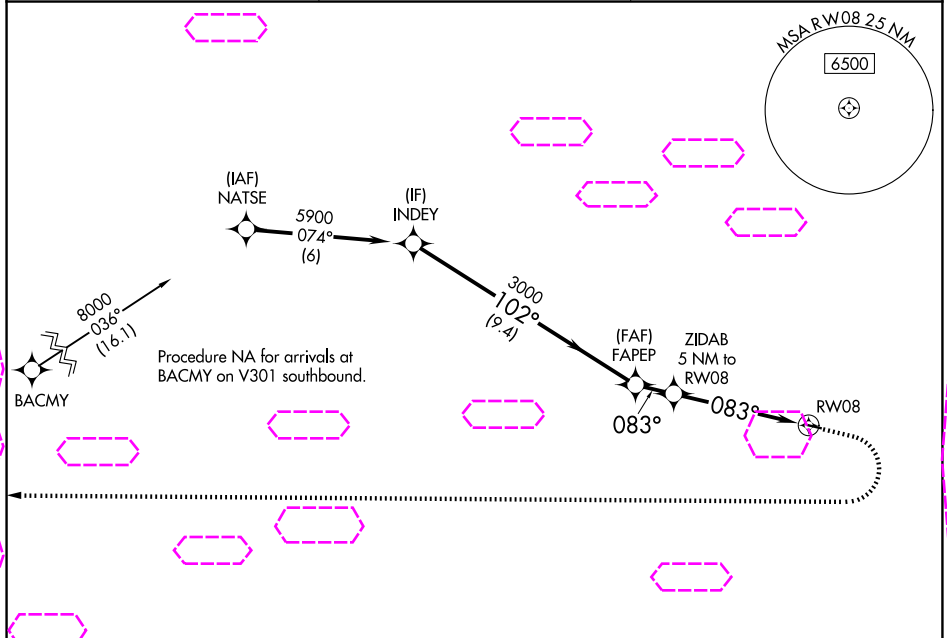 MSA RW08 25 NM
6500
(IAF)
NATSE
(IF)
INDEY
5900
074°
(6)
8000
036°
(16.1)
BACMY
Procedure NA for arrivals at
BACMY on V301 southbound.
3000
102°
(9.4)
(FAF)
FAPEP
083°
ZIDAB
5 NM to
RW08
083°
RW08